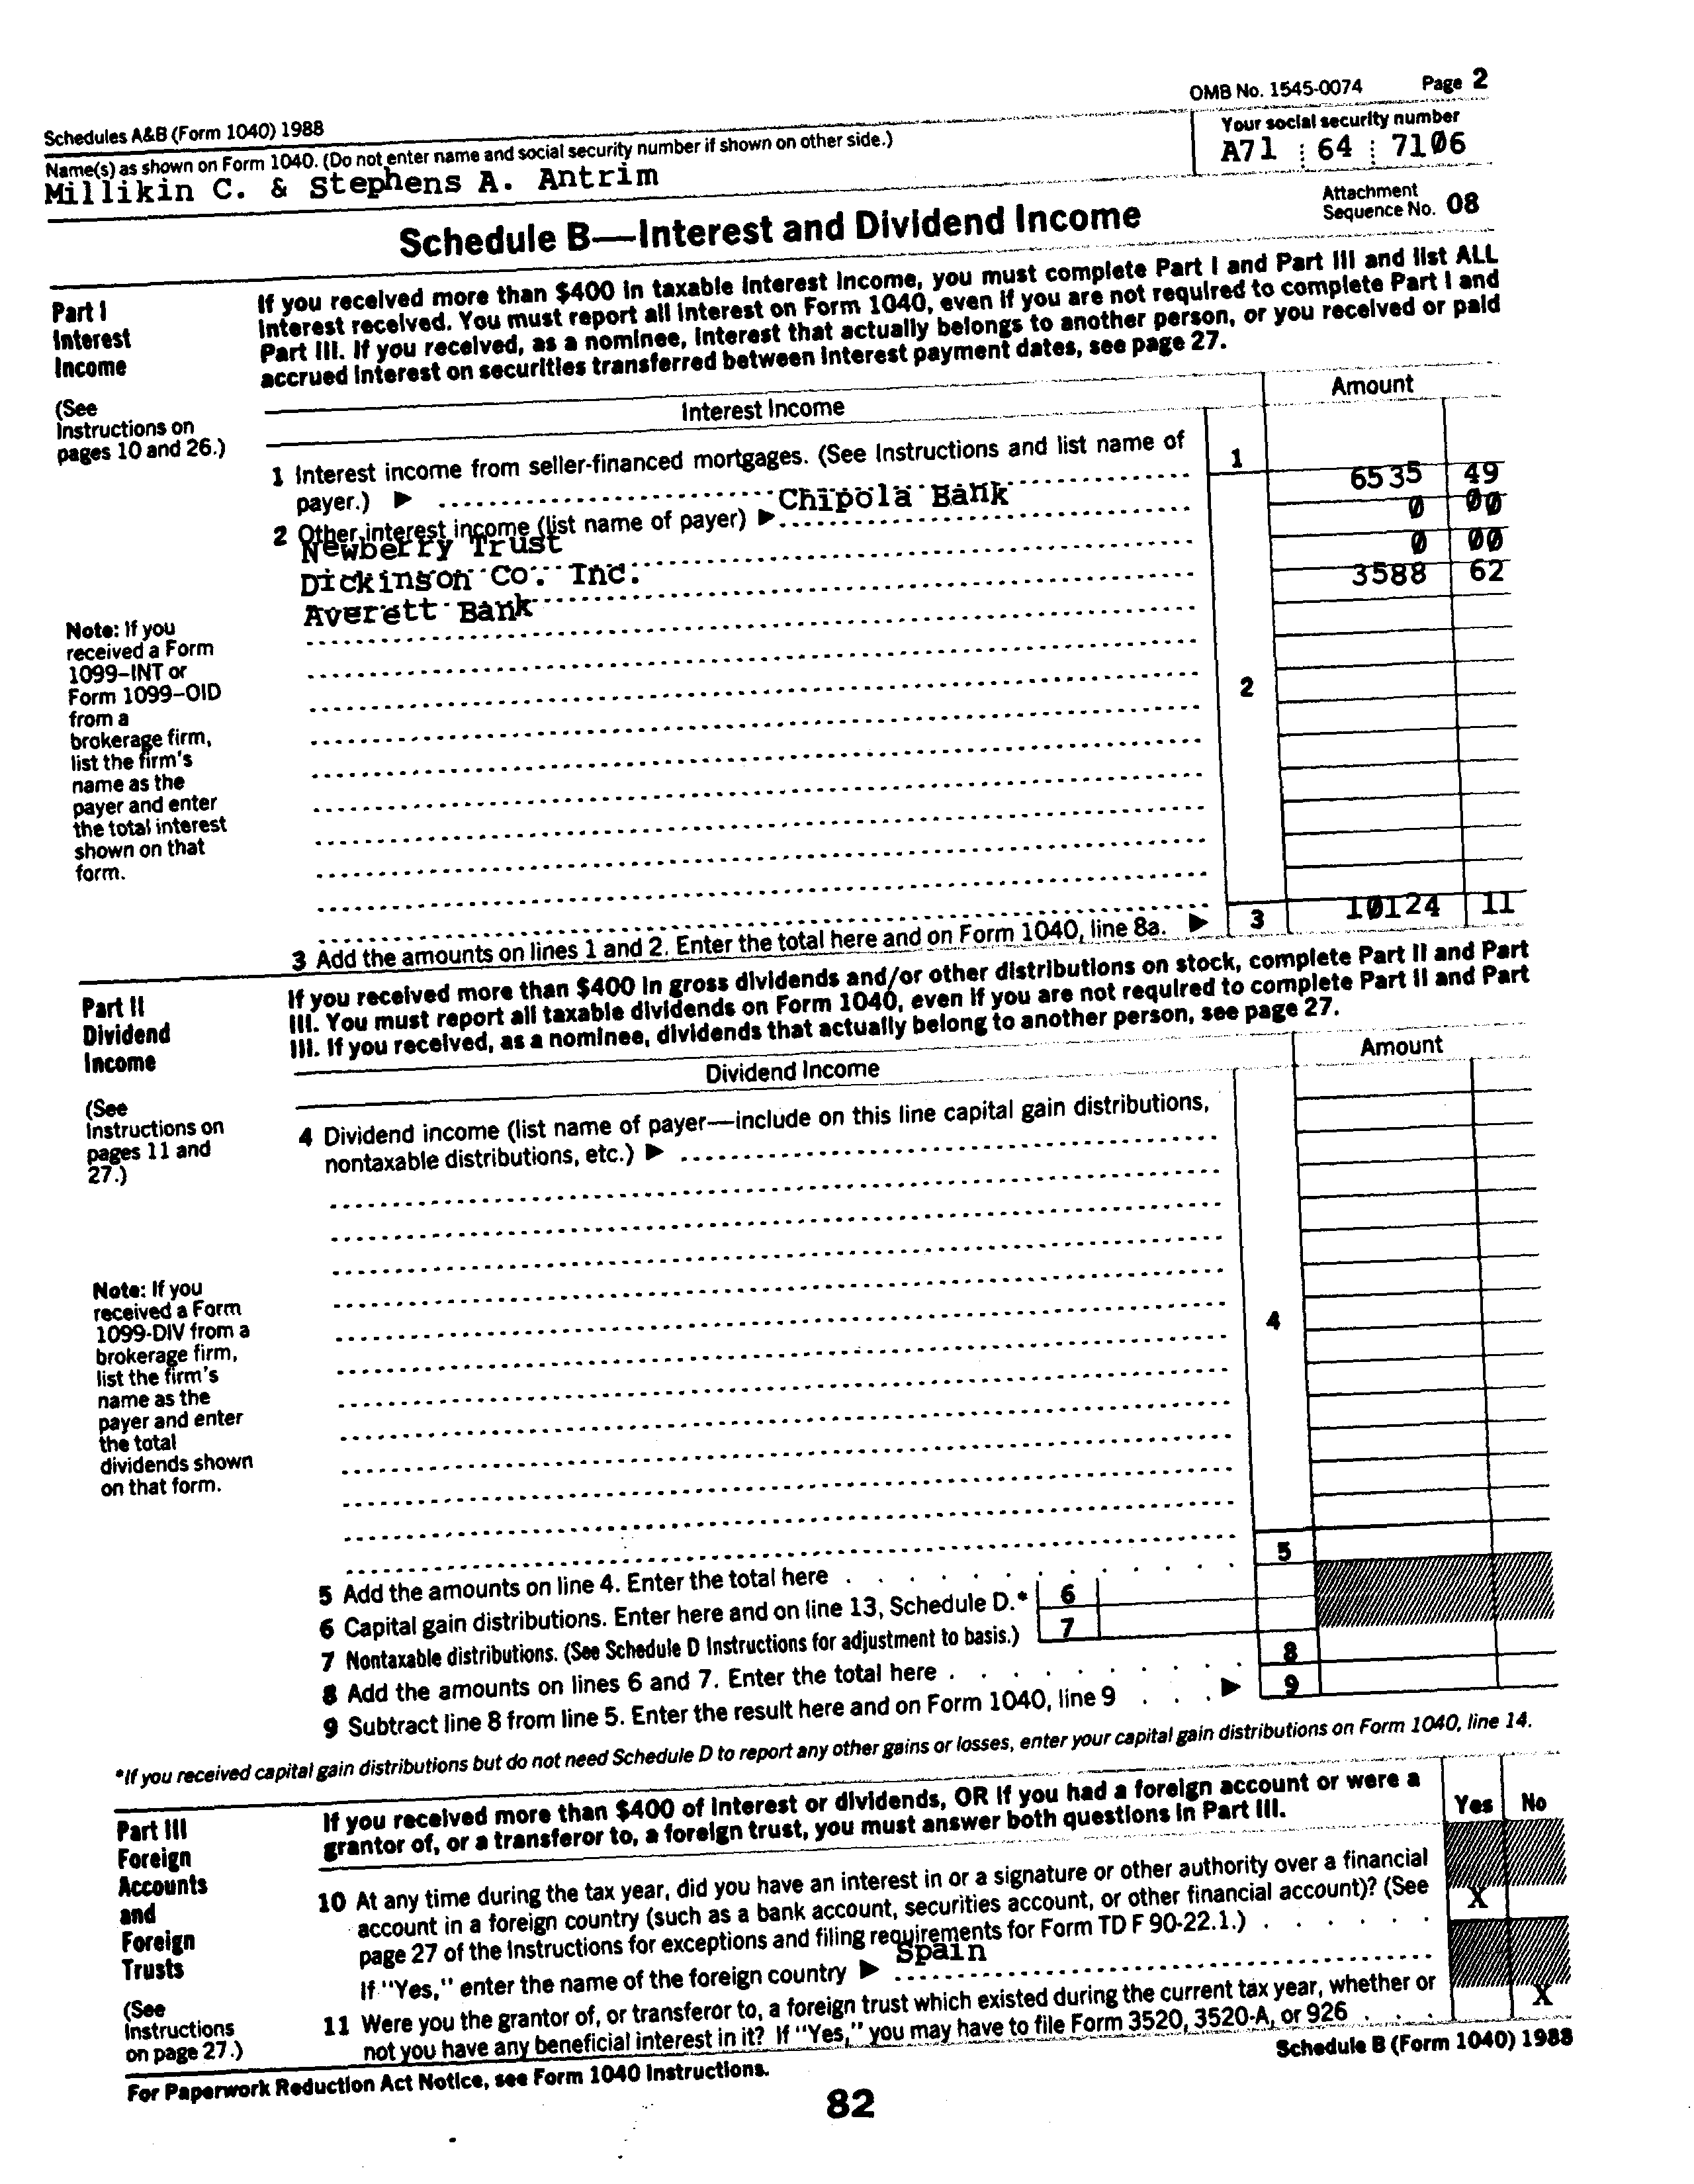 OMB No. 1545-0074 Page 2
Schedules A&B (Form 1040) 1988
Name(s) as shown on Form 1040. (Do not enter name and social security number if shown on other side.)
Your social security number
Millikin C. & Stephens A. Antrim
A71 64 7106
Schedule B—Interest and Dividend Income
Attachment
Sequence No. 08
Part I
Interest
Income
If you received more than $400 in taxable interest income, you must complete Part I and Part III and list ALL
interest received. You must report all interest on Form 1040, even if you are not required to complete Part I and
Part III. If you received, as a nominee, interest that actually belongs to another person, or you received or paid
accrued interest on securities transferred between interest payment dates, see page 27.
(See
Instructions on
pages 10 and 26.)
Interest Income Amount
1 Interest income from seller-financed mortgages. (See Instructions and list name of
payer.) ▶ Chipola Bank 1 6535 49
2 Other interest income (list name of payer) ▶
Newberry Trust 0 00
Dickinson Co. Inc. 0 00
Averett Bank 3588 62
2
Note: If you
received a Form
1099–INT or
Form 1099–OID
from a
brokerage firm,
list the firm's
name as the
payer and enter
the total interest
shown on that
form.
3 Add the amounts on lines 1 and 2. Enter the total here and on Form 1040, line 8a. ▶ 3 10124 11
Part II
Dividend
Income
If you received more than $400 in gross dividends and/or other distributions on stock, complete Part II and Part
III. You must report all taxable dividends on Form 1040, even if you are not required to complete Part II and Part
III. If you received, as a nominee, dividends that actually belong to another person, see page 27.
Dividend Income Amount
(See
Instructions on
pages 11 and
27.)
4 Dividend income (list name of payer—include on this line capital gain distributions,
nontaxable distributions, etc.) ▶
4
Note: If you
received a Form
1099-DIV from a
brokerage firm,
list the firm's
name as the
payer and enter
the total
dividends shown
on that form.
5 Add the amounts on line 4. Enter the total here 5
6 Capital gain distributions. Enter here and on line 13, Schedule D.* 6
7 Nontaxable distributions. (See Schedule D Instructions for adjustment to basis.) 7
8 Add the amounts on lines 6 and 7. Enter the total here 8
9 Subtract line 8 from line 5. Enter the result here and on Form 1040, line 9 ▶ 9
*If you received capital gain distributions but do not need Schedule D to report any other gains or losses, enter your capital gain distributions on Form 1040, line 14.
Part III
Foreign
Accounts
and
Foreign
Trusts
(See
Instructions
on page 27.)
If you received more than $400 of interest or dividends, OR if you had a foreign account or were a
grantor of, or a transferor to, a foreign trust, you must answer both questions in Part III.
Yes No
10 At any time during the tax year, did you have an interest in or a signature or other authority over a financial
account in a foreign country (such as a bank account, securities account, or other financial account)? (See
page 27 of the Instructions for exceptions and filing requirements for Form TD F 90-22.1.) X
If "Yes," enter the name of the foreign country ▶ Spain
11 Were you the grantor of, or transferor to, a foreign trust which existed during the current tax year, whether or
not you have any beneficial interest in it? If "Yes," you may have to file Form 3520, 3520-A, or 926 X
For Paperwork Reduction Act Notice, see Form 1040 Instructions.
Schedule B (Form 1040) 1988
82